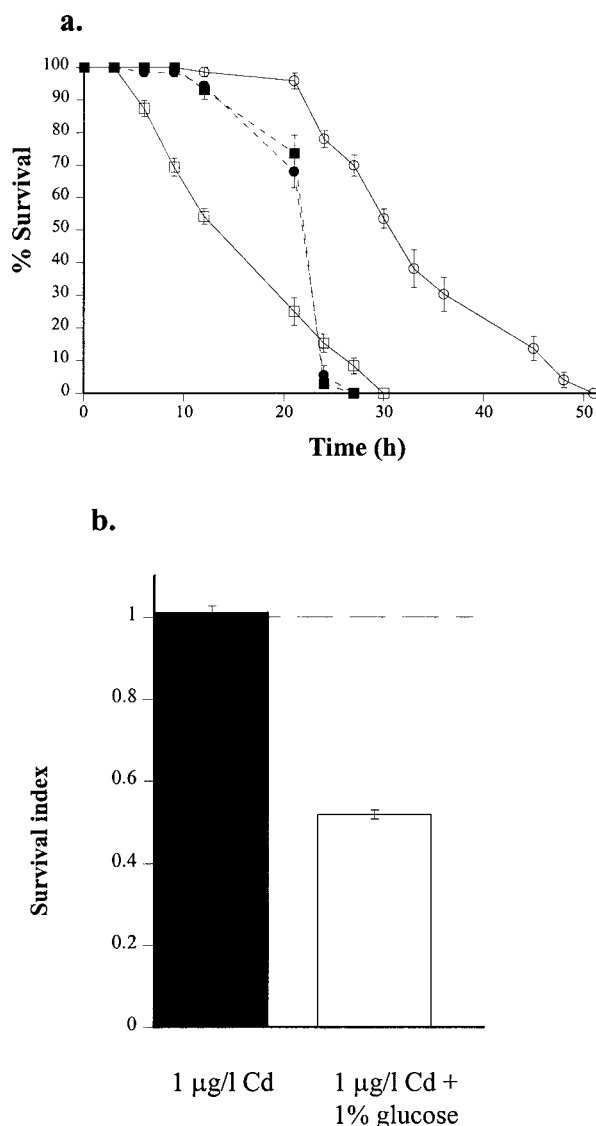 a.
100
90
80
70
60
50
40
30
20
10
0
% Survival
0 10 20 30 40 50
Time (h)
b.
1
0.8
0.6
0.4
0.2
0
Survival index
1 µg/l Cd
1 µg/l Cd +
1% glucose